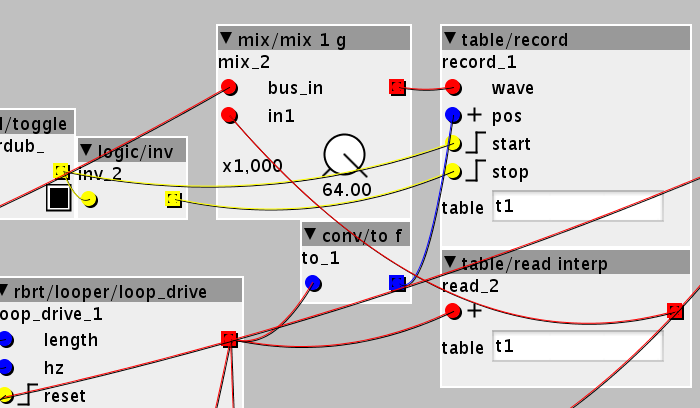 mix/mix 1 g
mix_2
bus_in
in1
x1,000
64.00
table/record
record_1
wave
+ pos
start
stop
table t1
l/toggle
rdub_
logic/inv
inv_2
conv/to f
to_1
table/read interp
read_2
+
table t1
rbrt/looper/loop_drive
oop_drive_1
length
hz
reset